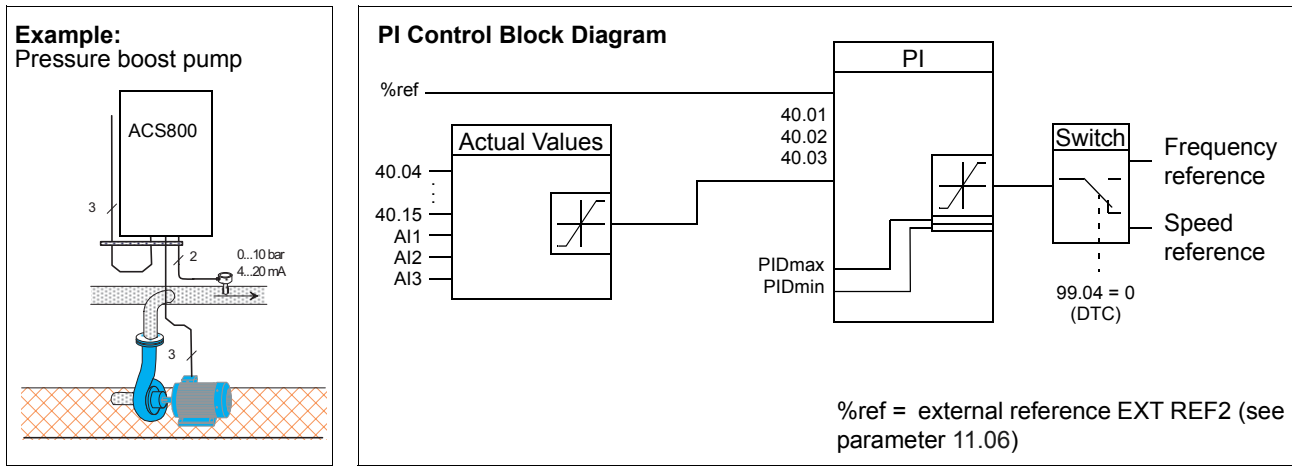 Example:
Pressure boost pump
ACS800
3
2
0...10 bar
4...20 mA
3
PI Control Block Diagram
%ref
Actual Values
40.04
40.15
AI1
AI2
AI3
PI
40.01
40.02
40.03
PIDmax
PIDmin
Switch
Frequency
reference
Speed
reference
99.04 = 0
(DTC)
%ref = external reference EXT REF2 (see
parameter 11.06)